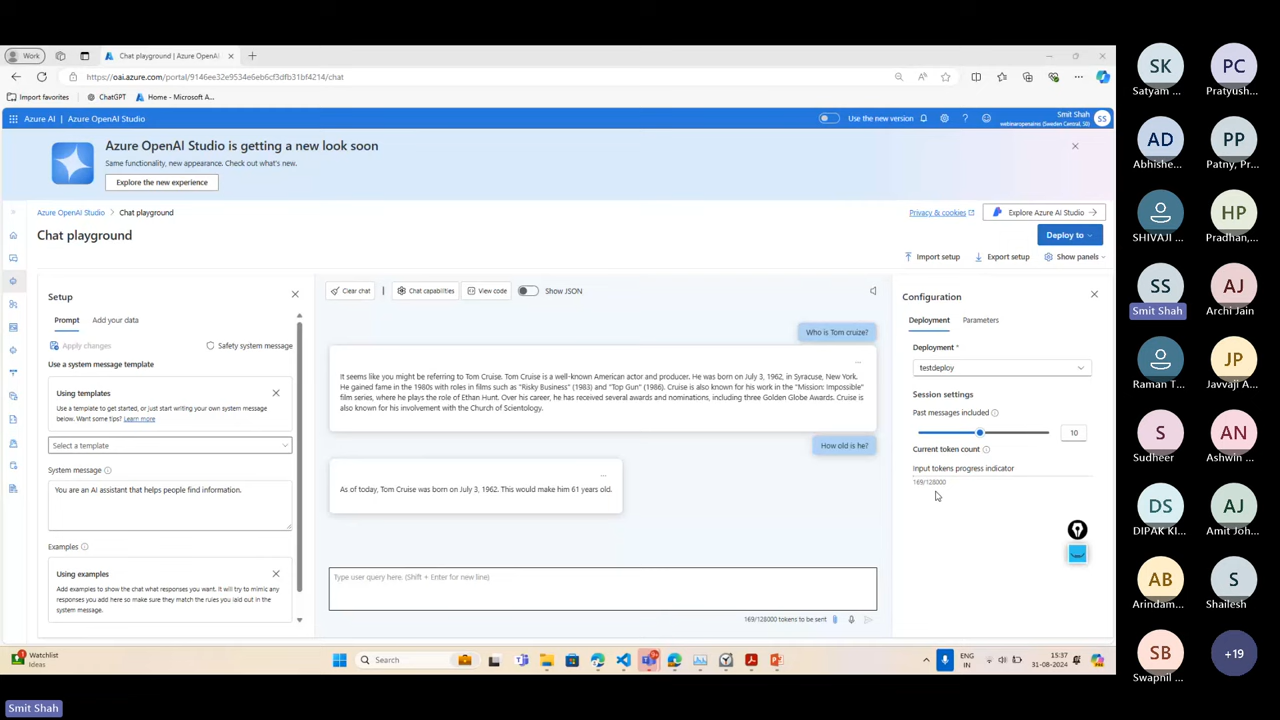 Work
Chat playground | Azure OpenAI
https://oai.azure.com/portal/9146ee32e9534e6eb6cf3dfb31bf4214/chat
Import favorites
ChatGPT
Home - Microsoft A...
Azure AI | Azure OpenAI Studio
Use the new version
Smit Shah
webinaropenainss (Sweden Central, S0)
SS
Azure OpenAI Studio is getting a new look soon
Same functionality, new appearance. Check out what's new.
Explore the new experience
Azure OpenAI Studio > Chat playground
Privacy & cookies
Explore Azure AI Studio
Chat playground
Deploy to
Import setup
Export setup
Show panels
Setup
Prompt
Add your data
Apply changes
Safety system message
Use a system message template
Using templates
Use a template to get started, or just start writing your own system message
below. Want some tips? Learn more
Select a template
System message
You are an AI assistant that helps people find information.
Examples
Using examples
Add examples to show the chat what responses you want. It will try to mimic any
responses you add here so make sure they match the rules you laid out in the
system message.
Clear chat
Chat capabilities
View code
Show JSON
Who is Tom cruize?
It seems like you might be referring to Tom Cruise. Tom Cruise is a well-known American actor and producer. He was born on July 3, 1962, in Syracuse, New York.
He gained fame in the 1980s with roles in films such as "Risky Business" (1983) and "Top Gun" (1986). Cruise is also known for his work in the "Mission: Impossible"
film series, where he plays the role of Ethan Hunt. Over his career, he has received several awards and nominations, including three Golden Globe Awards. Cruise is
also known for his involvement with the Church of Scientology.
How old is he?
As of today, Tom Cruise was born on July 3, 1962. This would make him 61 years old.
Type user query here. (Shift + Enter for new line)
169/128000 tokens to be sent
Configuration
Deployment
Parameters
Deployment *
testdeploy
Session settings
Past messages included
10
Current token count
Input tokens progress indicator
169/128000
Watchlist
Ideas
Search
ENG
IN
15:37
31-08-2024
SK
Satyam ...
PC
Pratyush...
AD
Abhishe...
PP
Patny, Pr...
SHIVAJI ...
HP
Pradhan,...
SS
Smit Shah
AJ
Archi Jain
Raman T...
JP
Javvaji A...
S
Sudheer
AN
Ashwin ...
DS
DIPAK KI...
AJ
Amit Joh...
AB
Arindam...
S
Shailesh
SB
Swapnil ...
+19
Smit Shah